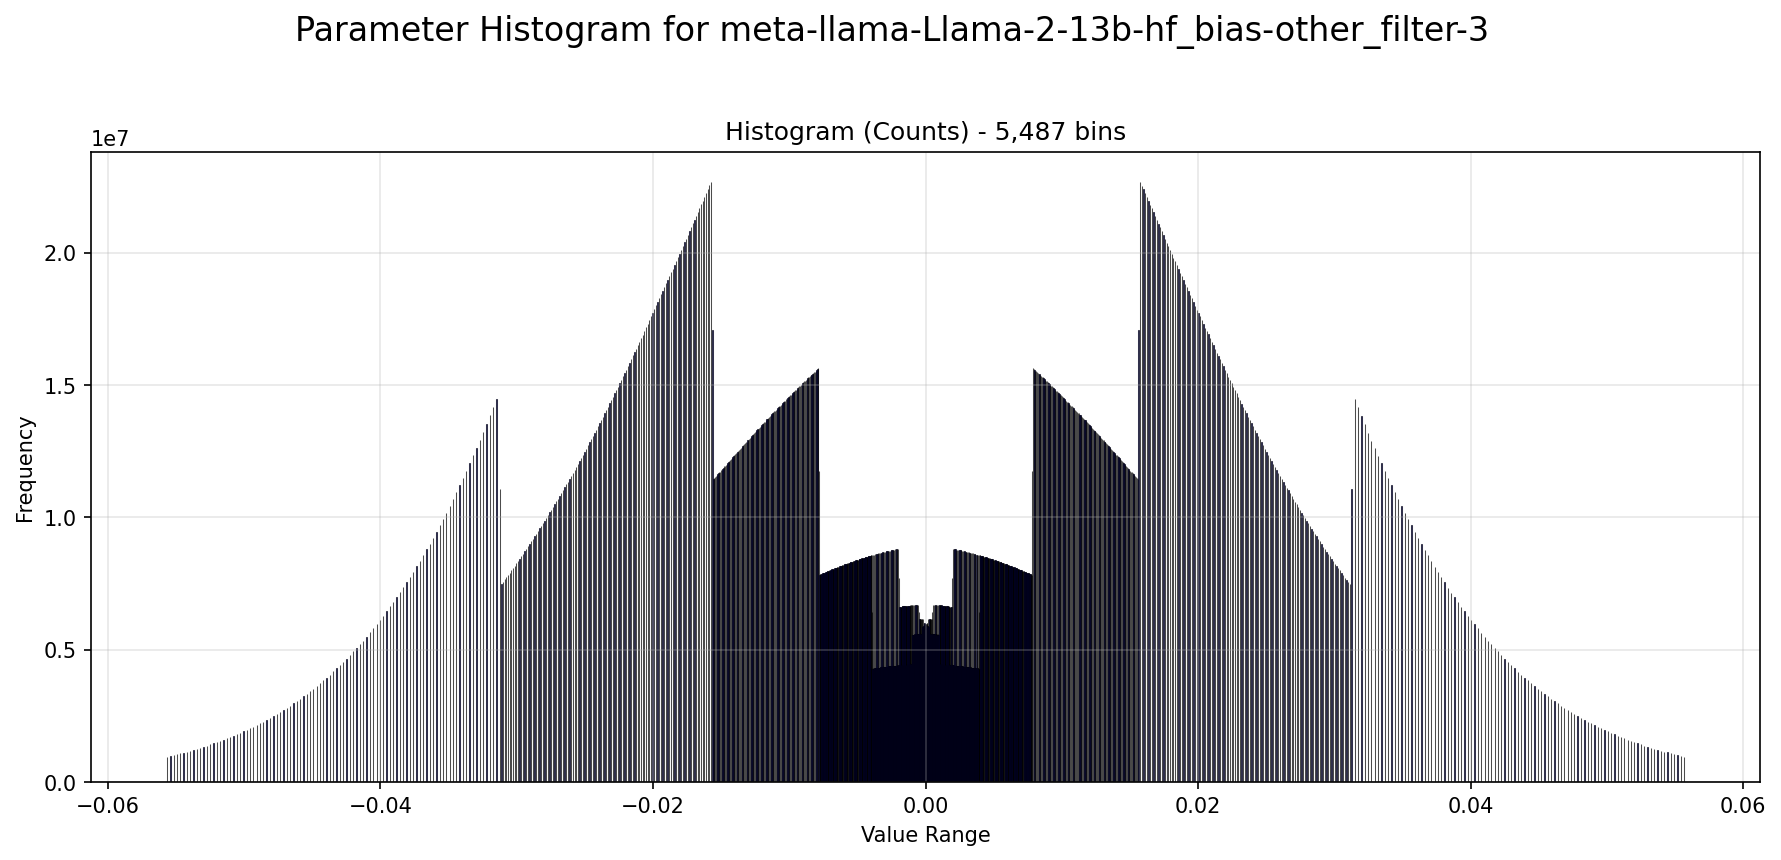 Parameter Histogram for meta-llama-Llama-2-13b-hf_bias-other_filter-3
Histogram (Counts) - 5,487 bins
1e7
2.0
1.5
1.0
0.5
0.0
Frequency
−0.06 −0.04 −0.02 0.00 0.02 0.04 0.06
Value Range